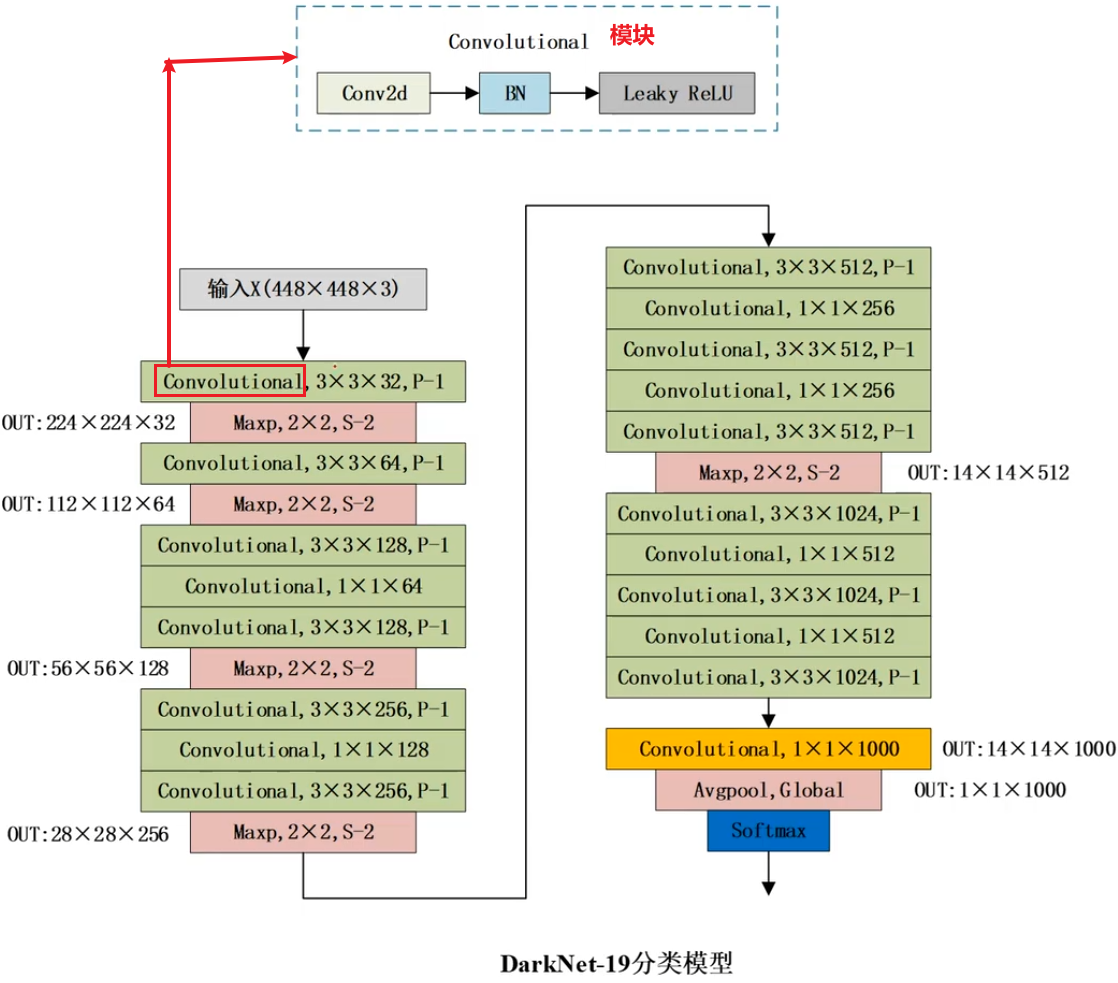 Convolutional 模块
Conv2d
BN
Leaky ReLU
输入X(448×448×3)
Convolutional,3×3×32,P-1
OUT:224×224×32
Maxp,2×2,S-2
Convolutional,3×3×64,P-1
OUT:112×112×64
Maxp,2×2,S-2
Convolutional,3×3×128,P-1
Convolutional,1×1×64
Convolutional,3×3×128,P-1
OUT:56×56×128
Maxp,2×2,S-2
Convolutional,3×3×256,P-1
Convolutional,1×1×128
Convolutional,3×3×256,P-1
OUT:28×28×256
Maxp,2×2,S-2
Convolutional,3×3×512,P-1
Convolutional,1×1×256
Convolutional,3×3×512,P-1
Convolutional,1×1×256
Convolutional,3×3×512,P-1
Maxp,2×2,S-2
OUT:14×14×512
Convolutional,3×3×1024,P-1
Convolutional,1×1×512
Convolutional,3×3×1024,P-1
Convolutional,1×1×512
Convolutional,3×3×1024,P-1
Convolutional,1×1×1000
OUT:14×14×1000
Avgpool,Global
OUT:1×1×1000
Softmax
DarkNet-19分类模型